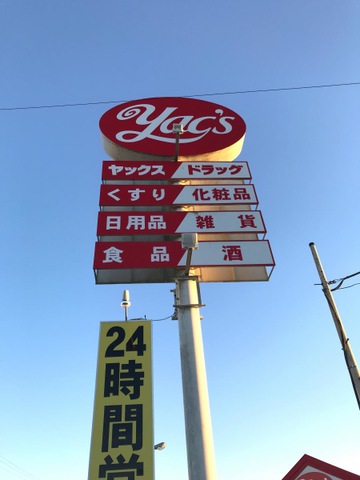 Yac's
ヤックス ドラッグ
くすり 化粧品
日用品 雑貨
食品 酒
24
時
間
営